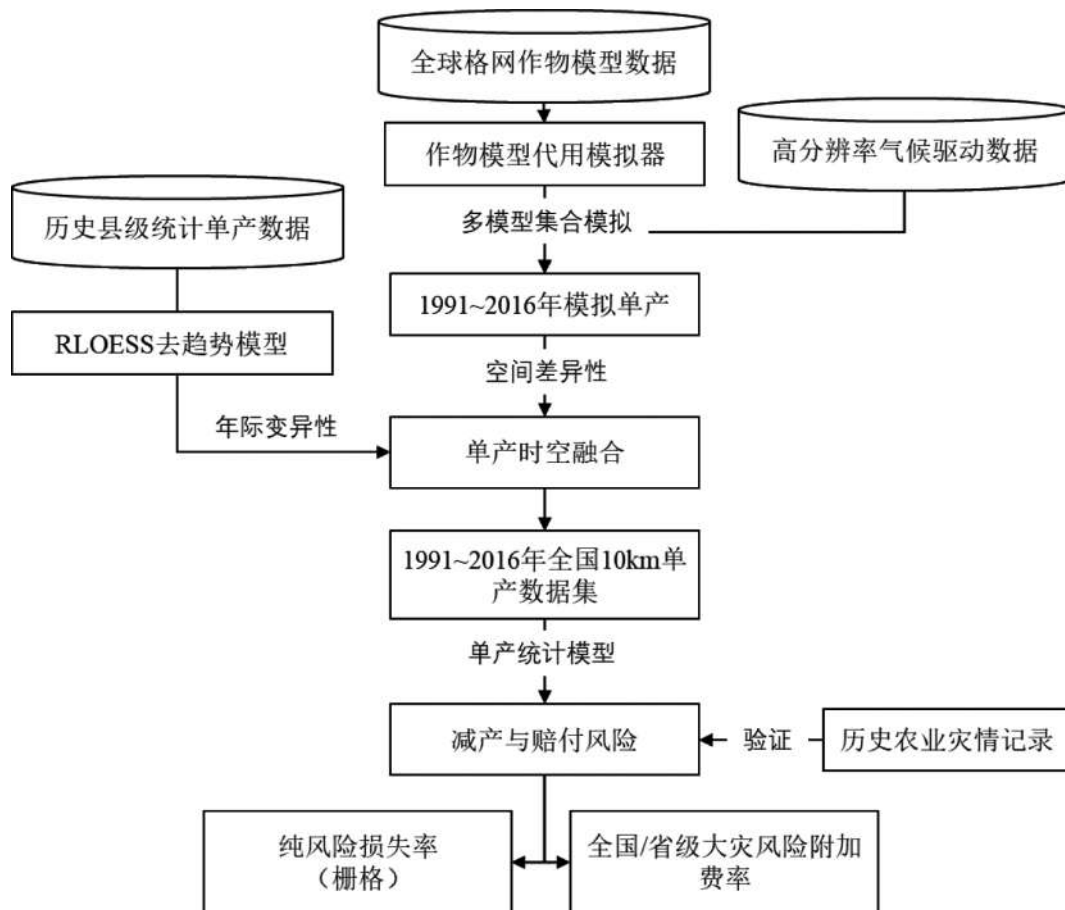 全球格网作物模型数据
作物模型代用模拟器
高分辨率气候驱动数据
历史县级统计单产数据
多模型集合模拟
1991~2016年模拟单产
RLOESS去趋势模型
空间差异性
年际变异性
单产时空融合
1991~2016年全国10km单
产数据集
单产统计模型
减产与赔付风险
验证
历史农业灾情记录
纯风险损失率
（栅格）
全国/省级大灾风险附加
费率